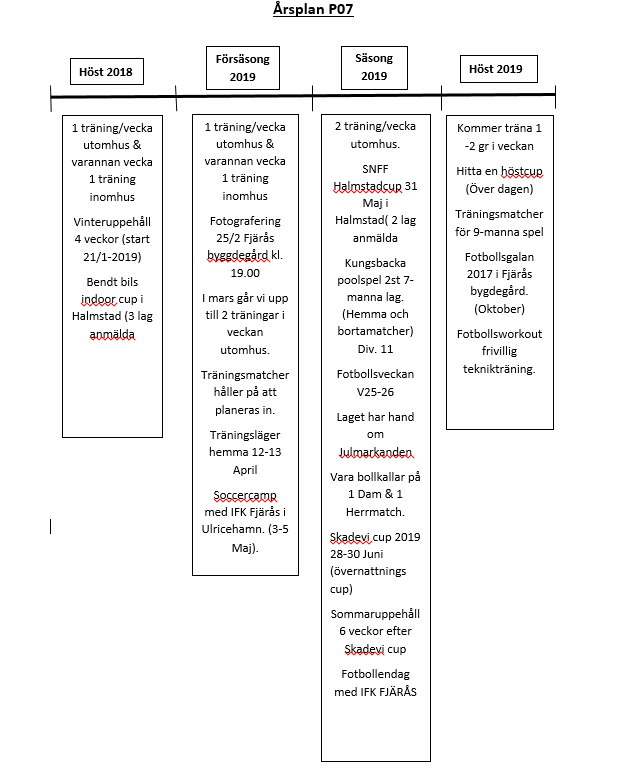 Årsplan P07
Höst 2018
Försäsong
2019
Säsong
2019
Höst 2019
1 träning/vecka
utomhus &
varannan vecka
1 träning
inomhus
Vinteruppehåll
4 veckor (start
21/1-2019)
Bendt bils
indoor cup i
Halmstad (3 lag
anmälda
1 träning/vecka
utomhus &
varannan vecka
1 träning
inomhus
Fotografering
25/2 Fjärås
byggdegård kl.
19.00
I mars går vi upp
till 2 träningar i
veckan
utomhus.
Träningsmatcher
håller på att
planeras in.
Träningsläger
hemma 12-13
April
Soccercamp
med IFK Fjärås i
Ulricehamn. (3-5
Maj).
2 träning/vecka
utomhus.
SNFF
Halmstadcup 31
Maj i
Halmstad( 2 lag
anmälda
Kungsbacka
poolspel 2st 7-
manna lag.
(Hemma och
bortamatcher)
Div. 11
Fotbollsveckan
V25-26
Laget har hand
om
Julmarkanden
Vara bollkallar på
1 Dam & 1
Herrmatch.
Skadevi cup 2019
28-30 Juni
(övernattnings
cup)
Sommaruppehåll
6 veckor efter
Skadevi cup
Fotbollendag
med IFK FJÄRÅS
Kommer träna 1
-2 gr i veckan
Hitta en höstcup
(Över dagen)
Träningsmatcher
för 9-manna spel
Fotbollsgalan
2017 i Fjärås
bygdegård.
(Oktober)
Fotbollsworkout
frivillig
teknikträning.